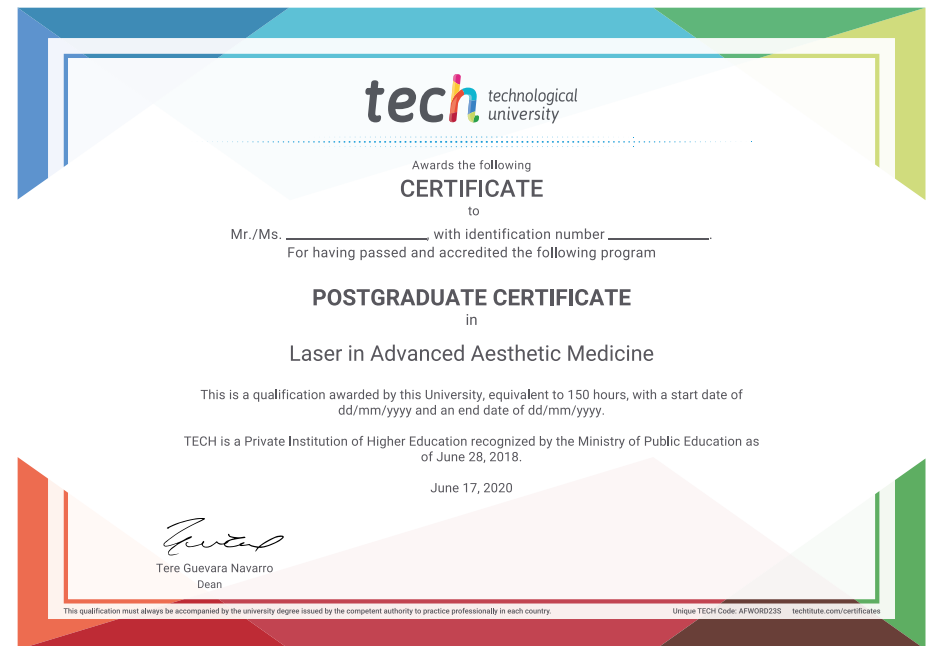 tech technological
university
Awards the following
CERTIFICATE
to
Mr./Ms. ____________________, with identification number ______________.
For having passed and accredited the following program
POSTGRADUATE CERTIFICATE
in
Laser in Advanced Aesthetic Medicine
This is a qualification awarded by this University, equivalent to 150 hours, with a start date of
dd/mm/yyyy and an end date of dd/mm/yyyy.
TECH is a Private Institution of Higher Education recognized by the Ministry of Public Education as
of June 28, 2018.
June 17, 2020
Tere Guevara Navarro
Dean
This qualification must always be accompanied by the university degree issued by the competent authority to practice professionally in each country.
Unique TECH Code: AFWORD23S techtitute.com/certificates